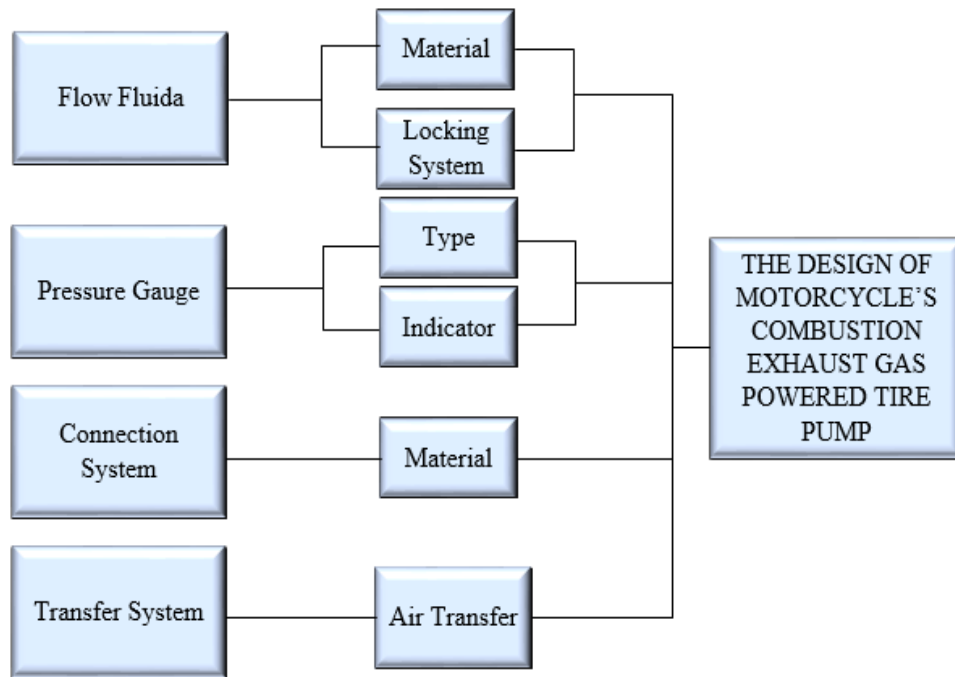 Flow Fluida
Material
Locking
System
Pressure Gauge
Type
Indicator
Connection
System
Material
Transfer System
Air Transfer
THE DESIGN OF
MOTORCYCLE’S
COMBUSTION
EXHAUST GAS
POWERED TIRE
PUMP